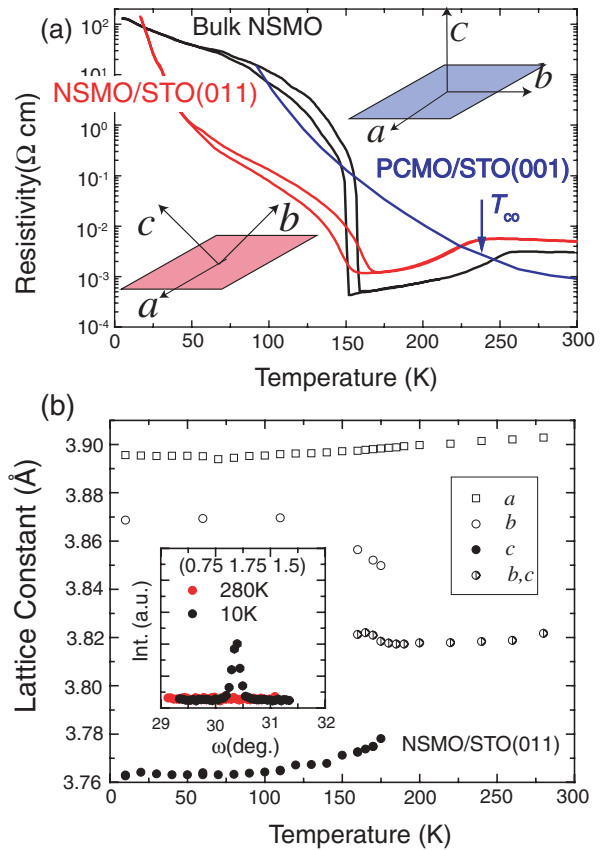 (a)
Bulk NSMO
NSMO/STO(011)
PCMO/STO(001)
T_co
c
b
a
c
b
a
Resistivity(Ω cm)
10^2
10^1
10^0
10^-1
10^-2
10^-3
10^-4
0 50 100 150 200 250 300
Temperature (K)
(b)
Lattice Constant (Å)
3.90
3.88
3.86
3.84
3.82
3.80
3.78
3.76
a
b
c
b,c
(0.75 1.75 1.5)
280K
10K
Int. (a.u.)
29 30 31 32
ω(deg.)
NSMO/STO(011)
0 50 100 150 200 250 300
Temperature (K)